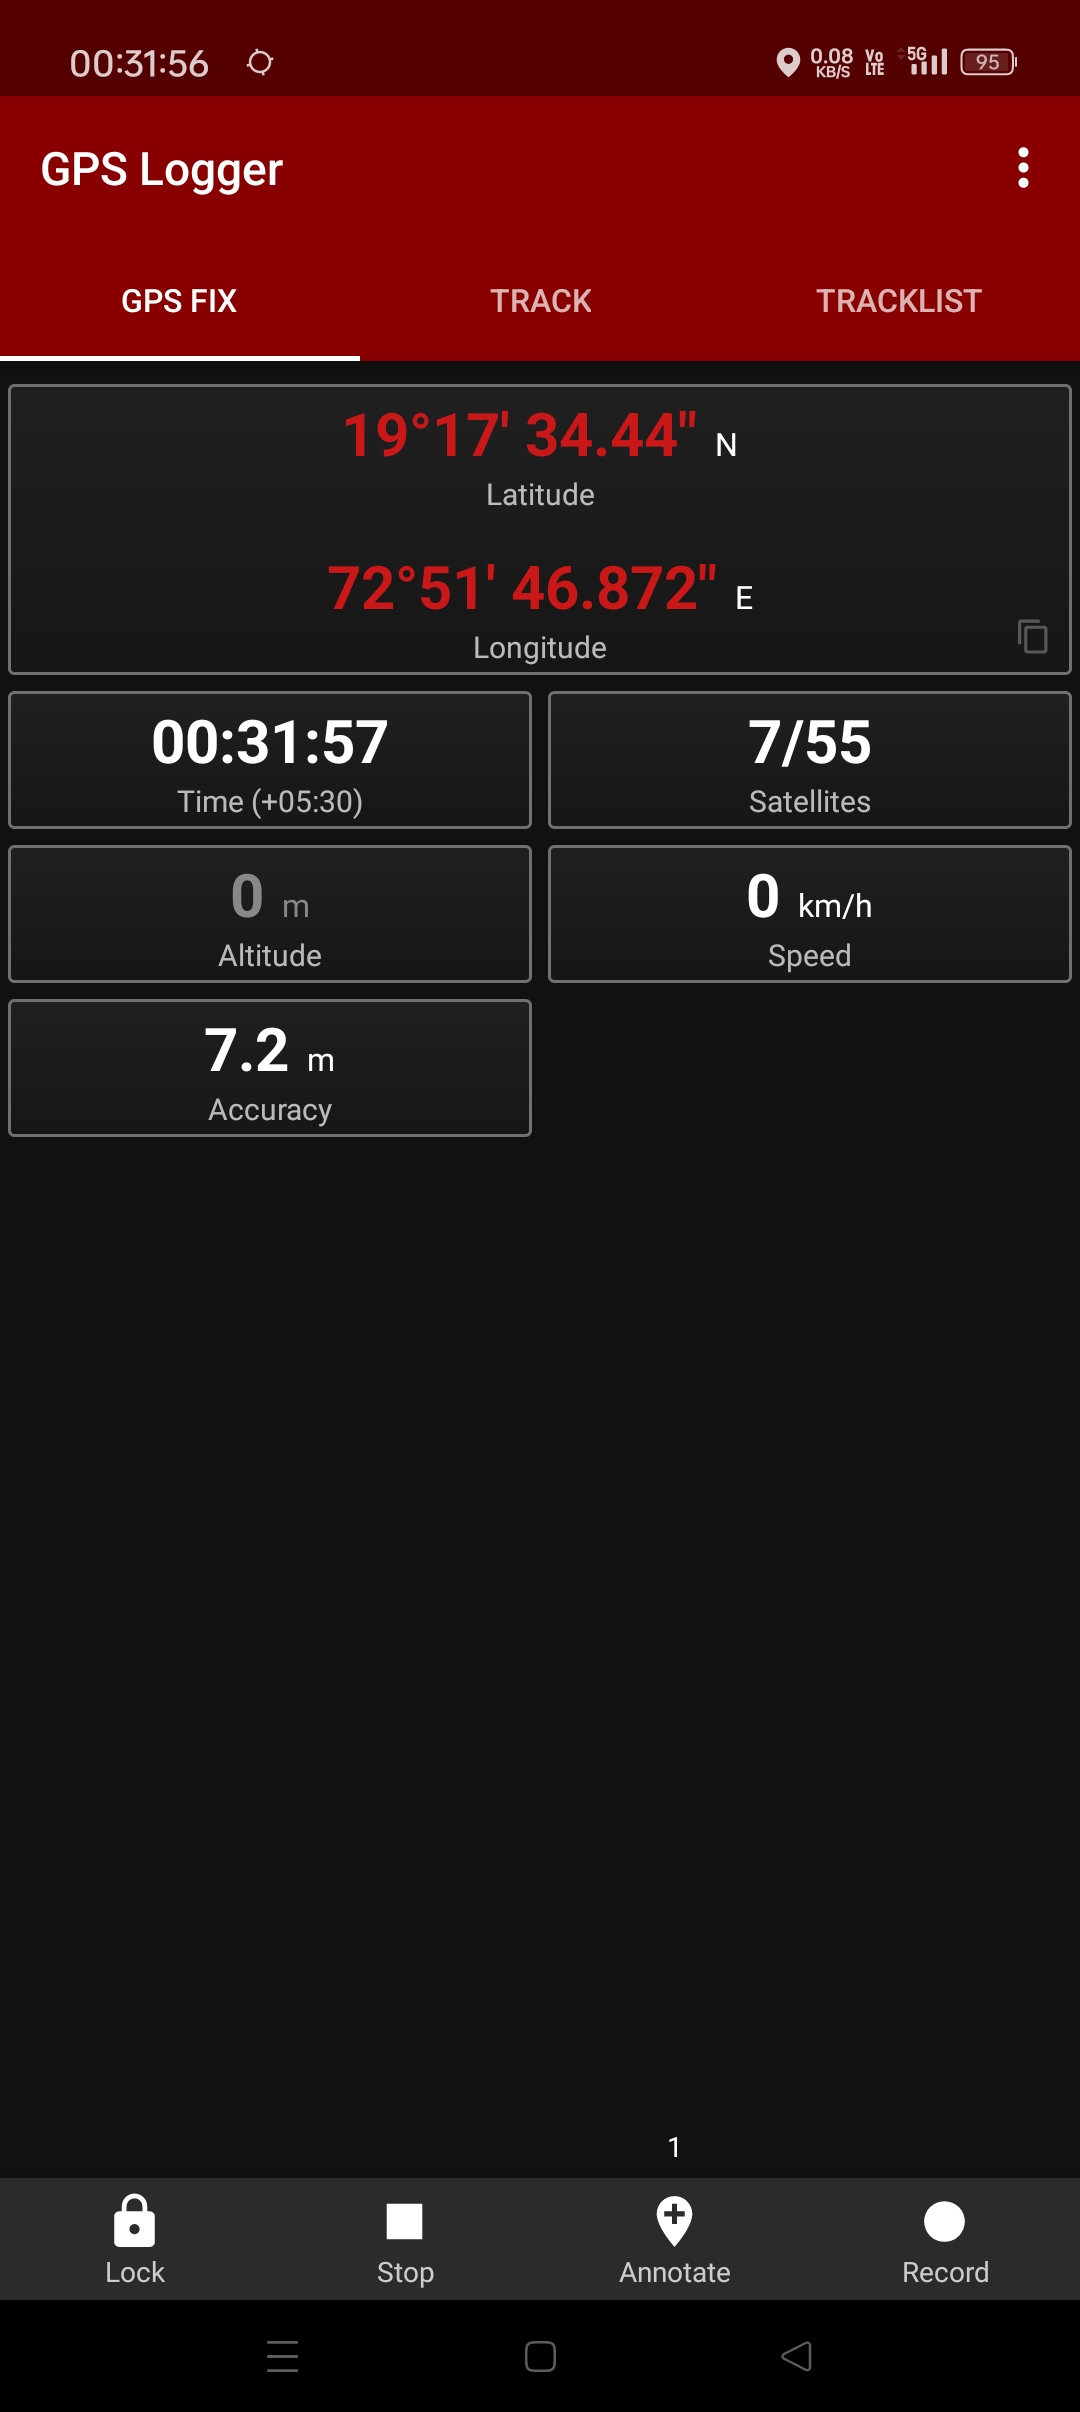 00:31:56 0.08 KB/S Vo LTE 5G 95
GPS Logger
GPS FIX TRACK TRACKLIST
19°17' 34.44" N
Latitude
72°51' 46.872" E
Longitude
00:31:57 7/55
Time (+05:30) Satellites
0 m 0 km/h
Altitude Speed
7.2 m
Accuracy
1
Lock Stop Annotate Record